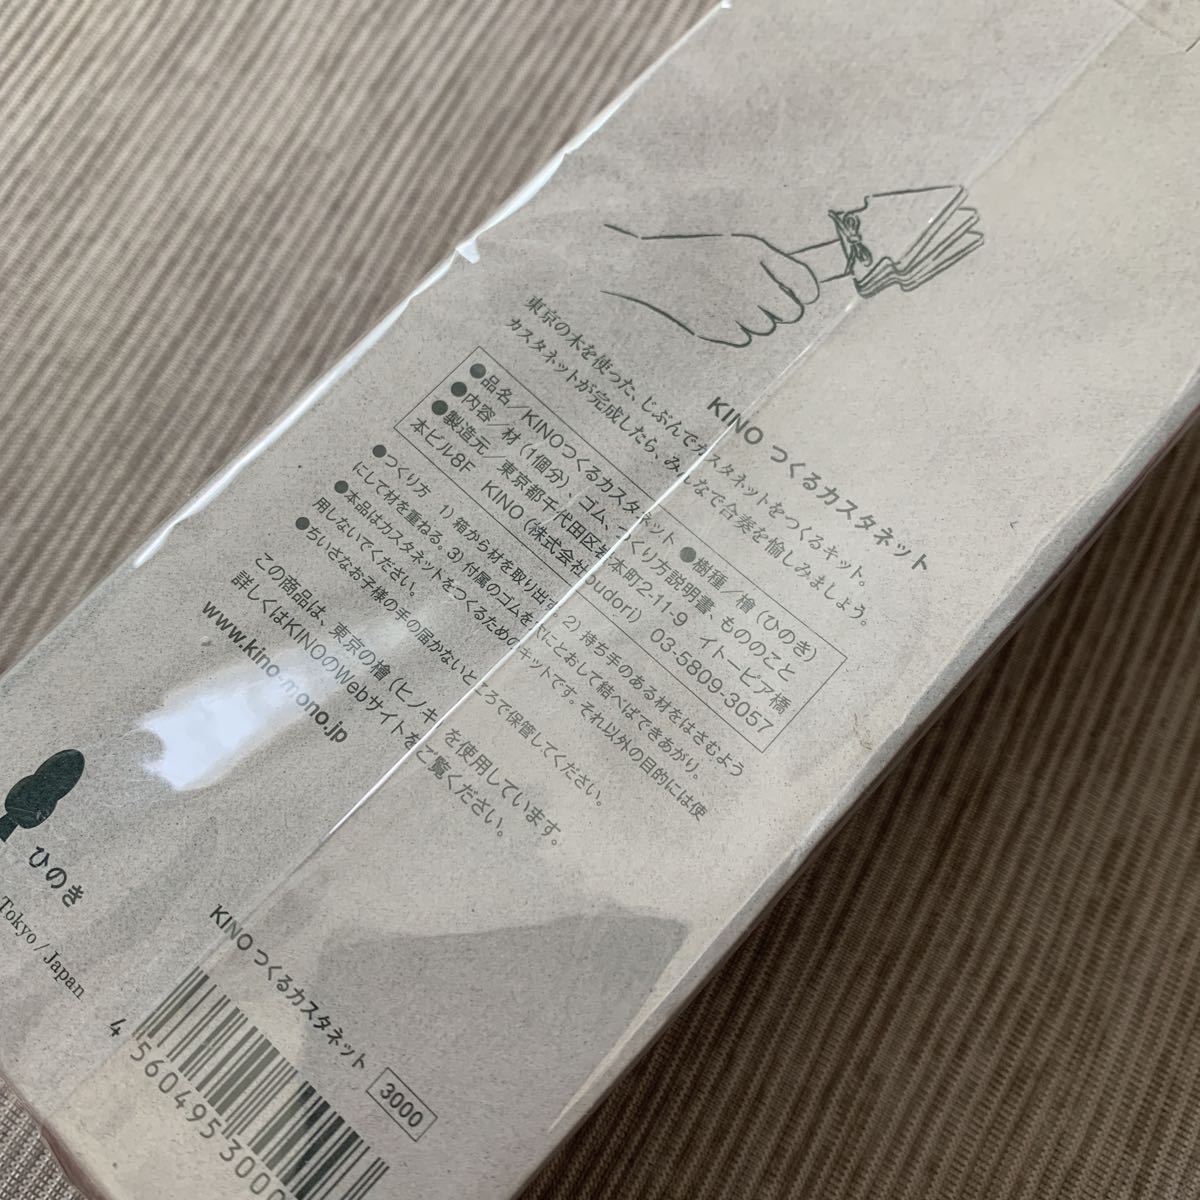 KINO つくるカスタネット
東京の木を使った、じぶんでカスタネットをつくるキット。
カスタネットが完成したら、みんなで合奏を愉しみましょう。
●品名／KINOつくるカスタネット ●樹種／檜（ひのき）
●内容／材（1個分）、ゴム、つくり方説明書、もののこと
●製造元／東京都千代田区岩本町2-11-9 イトーピア橋
本ビル8F KINO（株式会社oudori）03-5809-3057
●つくり方 1）箱から材を取り出す。2）持ち手のある材をはさむよう
にして材を重ねる。3）付属のゴムを穴にとおして結べばできあがり。
●本品はカスタネットをつくるためのキットです。それ以外の目的には使
用しないでください。
●ちいさなお子様の手の届かないところで保管してください。
この商品は、東京の檜（ヒノキ を使用しています。
詳しくはKINOのWebサイトをご覧ください。
www.kino-mono.jp
ひのき
Tokyo / Japan
KINO つくるカスタネット 3000
4 560495 3000